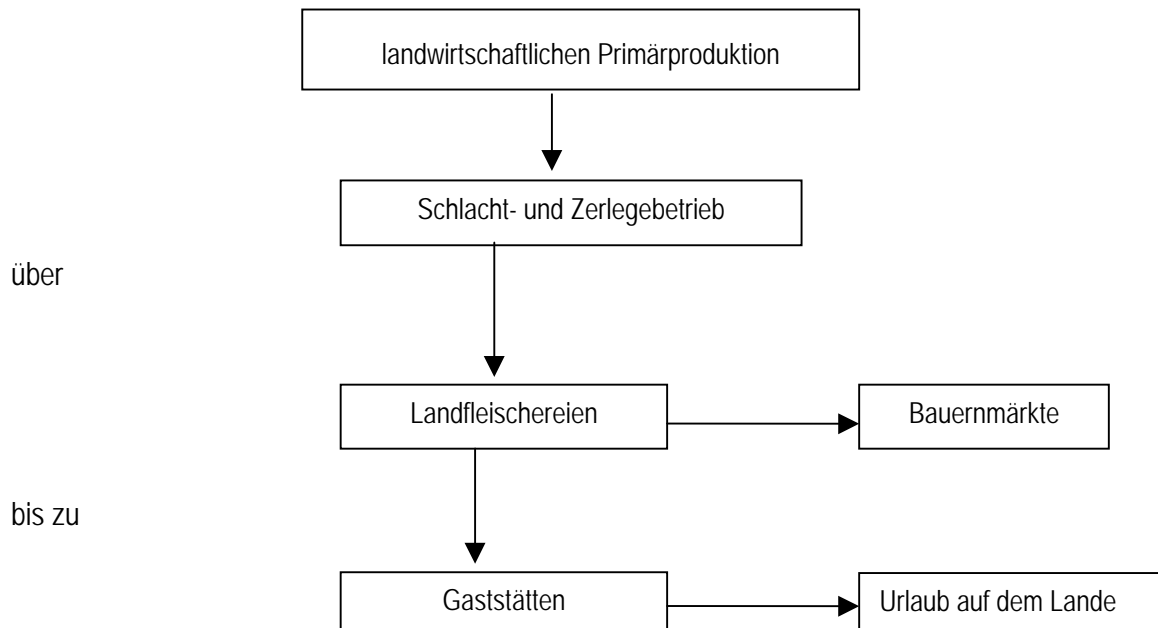 landwirtschaftlichen Primärproduktion
Schlacht- und Zerlegebetrieb
über
Landfleischereien
Bauernmärkte
bis zu
Gaststätten
Urlaub auf dem Lande